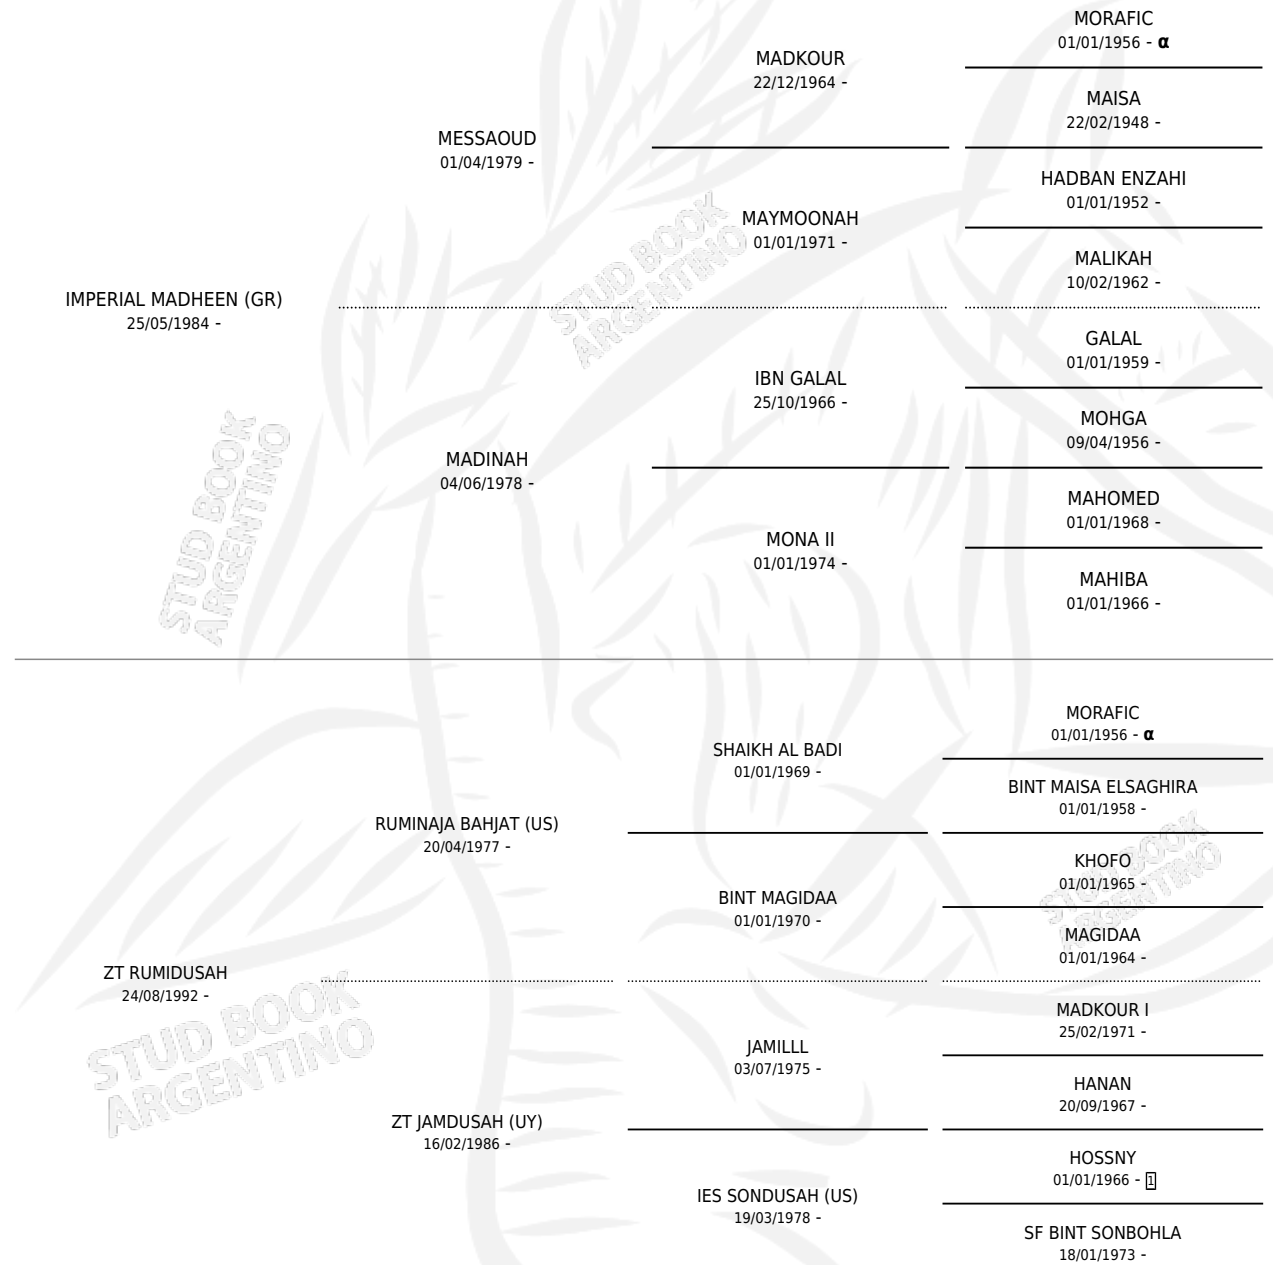 MORAFIC
01/01/1956 - α
MADKOUR
22/12/1964 -
MAISA
22/02/1948 -
MESSAOUD
01/04/1979 -
HADBAN ENZAHI
01/01/1952 -
MAYMOONAH
01/01/1971 -
MALIKAH
10/02/1962 -
IMPERIAL MADHEEN (GR)
25/05/1984 -
GALAL
01/01/1959 -
IBN GALAL
25/10/1966 -
MOHGA
09/04/1956 -
MADINAH
04/06/1978 -
MAHOMED
01/01/1968 -
MONA II
01/01/1974 -
MAHIBA
01/01/1966 -
MORAFIC
01/01/1956 - α
SHAIKH AL BADI
01/01/1969 -
BINT MAISA ELSAGHIRA
01/01/1958 -
RUMINAJA BAHJAT (US)
20/04/1977 -
KHOFO
01/01/1965 -
BINT MAGIDAA
01/01/1970 -
MAGIDAA
01/01/1964 -
ZT RUMIDUSAH
24/08/1992 -
MADKOUR I
25/02/1971 -
JAMILLL
03/07/1975 -
HANAN
20/09/1967 -
ZT JAMDUSAH (UY)
16/02/1986 -
HOSSNY
01/01/1966 - 1
IES SONDUSAH (US)
19/03/1978 -
SF BINT SONBOHLA
18/01/1973 -
STUD BOOK
ARGENTINO
STUD BOOK
ARGENTINO
STUD BOOK
ARGENTINO
STUD BOOK
ARGENTINO